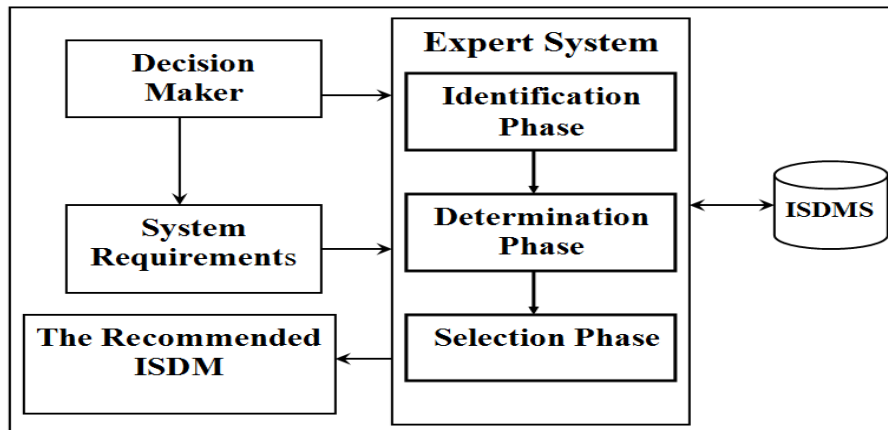 Decision
Maker
System
Requirements
The Recommended
ISDM
Expert System
Identification
Phase
Determination
Phase
Selection Phase
ISDMS